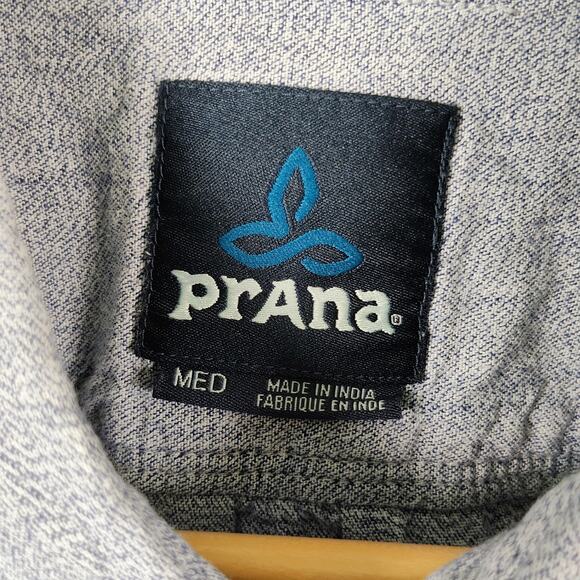 prAna®
MED
MADE IN INDIA
FABRIQUE EN INDE